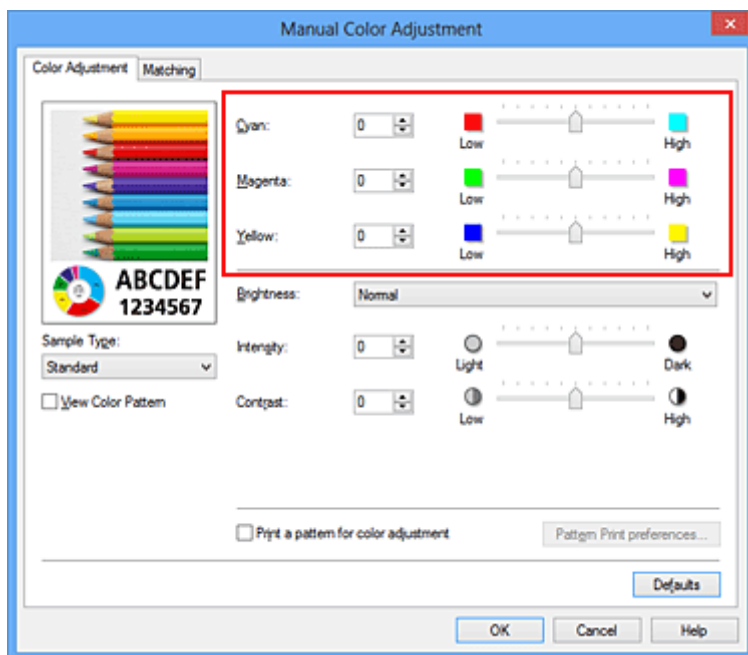 Manual Color Adjustment
Color Adjustment Matching
Cyan: 0 Low High
Magenta: 0 Low High
Yellow: 0 Low High
ABCDEF
1234567
Brightness: Normal
Sample Type:
Standard
Intensity: 0 Light Dark
View Color Pattern
Contrast: 0 Low High
Print a pattern for color adjustment Pattern Print preferences...
Defaults
OK Cancel Help